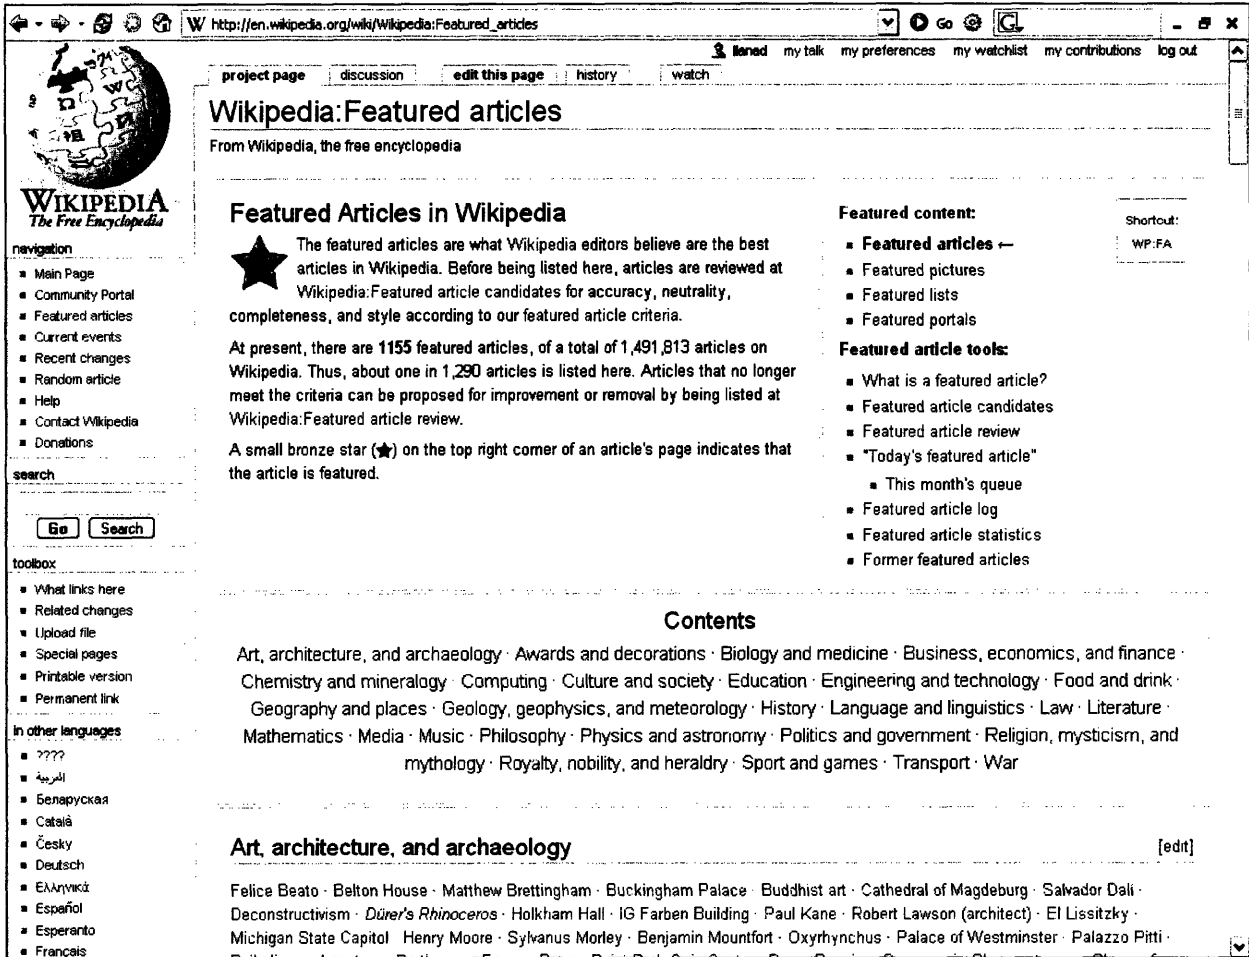 http://en.wikipedia.org/wiki/Wikipedia:Featured_articles
Go
G
my talk my preferences my watchlist my contributions log out
project page discussion edit this page history watch
Wikipedia:Featured articles
From Wikipedia, the free encyclopedia
WIKIPEDIA
The Free Encyclopedia
navigation
Main Page
Community Portal
Featured articles
Current events
Recent changes
Random article
Help
Contact Wikipedia
Donations
search
Go Search
toolbox
What links here
Related changes
Upload file
Special pages
Printable version
Permanent link
in other languages
????
العربية
Беларуская
Català
Česky
Deutsch
Ελληνικά
Español
Esperanto
Français
Featured Articles in Wikipedia
The featured articles are what Wikipedia editors believe are the best
articles in Wikipedia. Before being listed here, articles are reviewed at
Wikipedia:Featured article candidates for accuracy, neutrality,
completeness, and style according to our featured article criteria.
At present, there are 1155 featured articles, of a total of 1,491,813 articles on
Wikipedia. Thus, about one in 1,290 articles is listed here. Articles that no longer
meet the criteria can be proposed for improvement or removal by being listed at
Wikipedia:Featured article review.
A small bronze star (★) on the top right corner of an article's page indicates that
the article is featured.
Featured content:
Featured articles ←
Featured pictures
Featured lists
Featured portals
Featured article tools:
What is a featured article?
Featured article candidates
Featured article review
"Today's featured article"
This month's queue
Featured article log
Featured article statistics
Former featured articles
Shortcut:
WP:FA
Contents
Art, architecture, and archaeology · Awards and decorations · Biology and medicine · Business, economics, and finance ·
Chemistry and mineralogy · Computing · Culture and society · Education · Engineering and technology · Food and drink ·
Geography and places · Geology, geophysics, and meteorology · History · Language and linguistics · Law · Literature ·
Mathematics · Media · Music · Philosophy · Physics and astronomy · Politics and government · Religion, mysticism, and
mythology · Royalty, nobility, and heraldry · Sport and games · Transport · War
Art, architecture, and archaeology [edit]
Felice Beato · Belton House · Matthew Brettingham · Buckingham Palace · Buddhist art · Cathedral of Magdeburg · Salvador Dalí ·
Deconstructivism · Dürer's Rhinoceros · Holkham Hall · IG Farben Building · Paul Kane · Robert Lawson (architect) · El Lissitzky ·
Michigan State Capitol Henry Moore · Sylvanus Morley · Benjamin Mountfort · Oxyrhynchus · Palace of Westminster · Palazzo Pitti ·